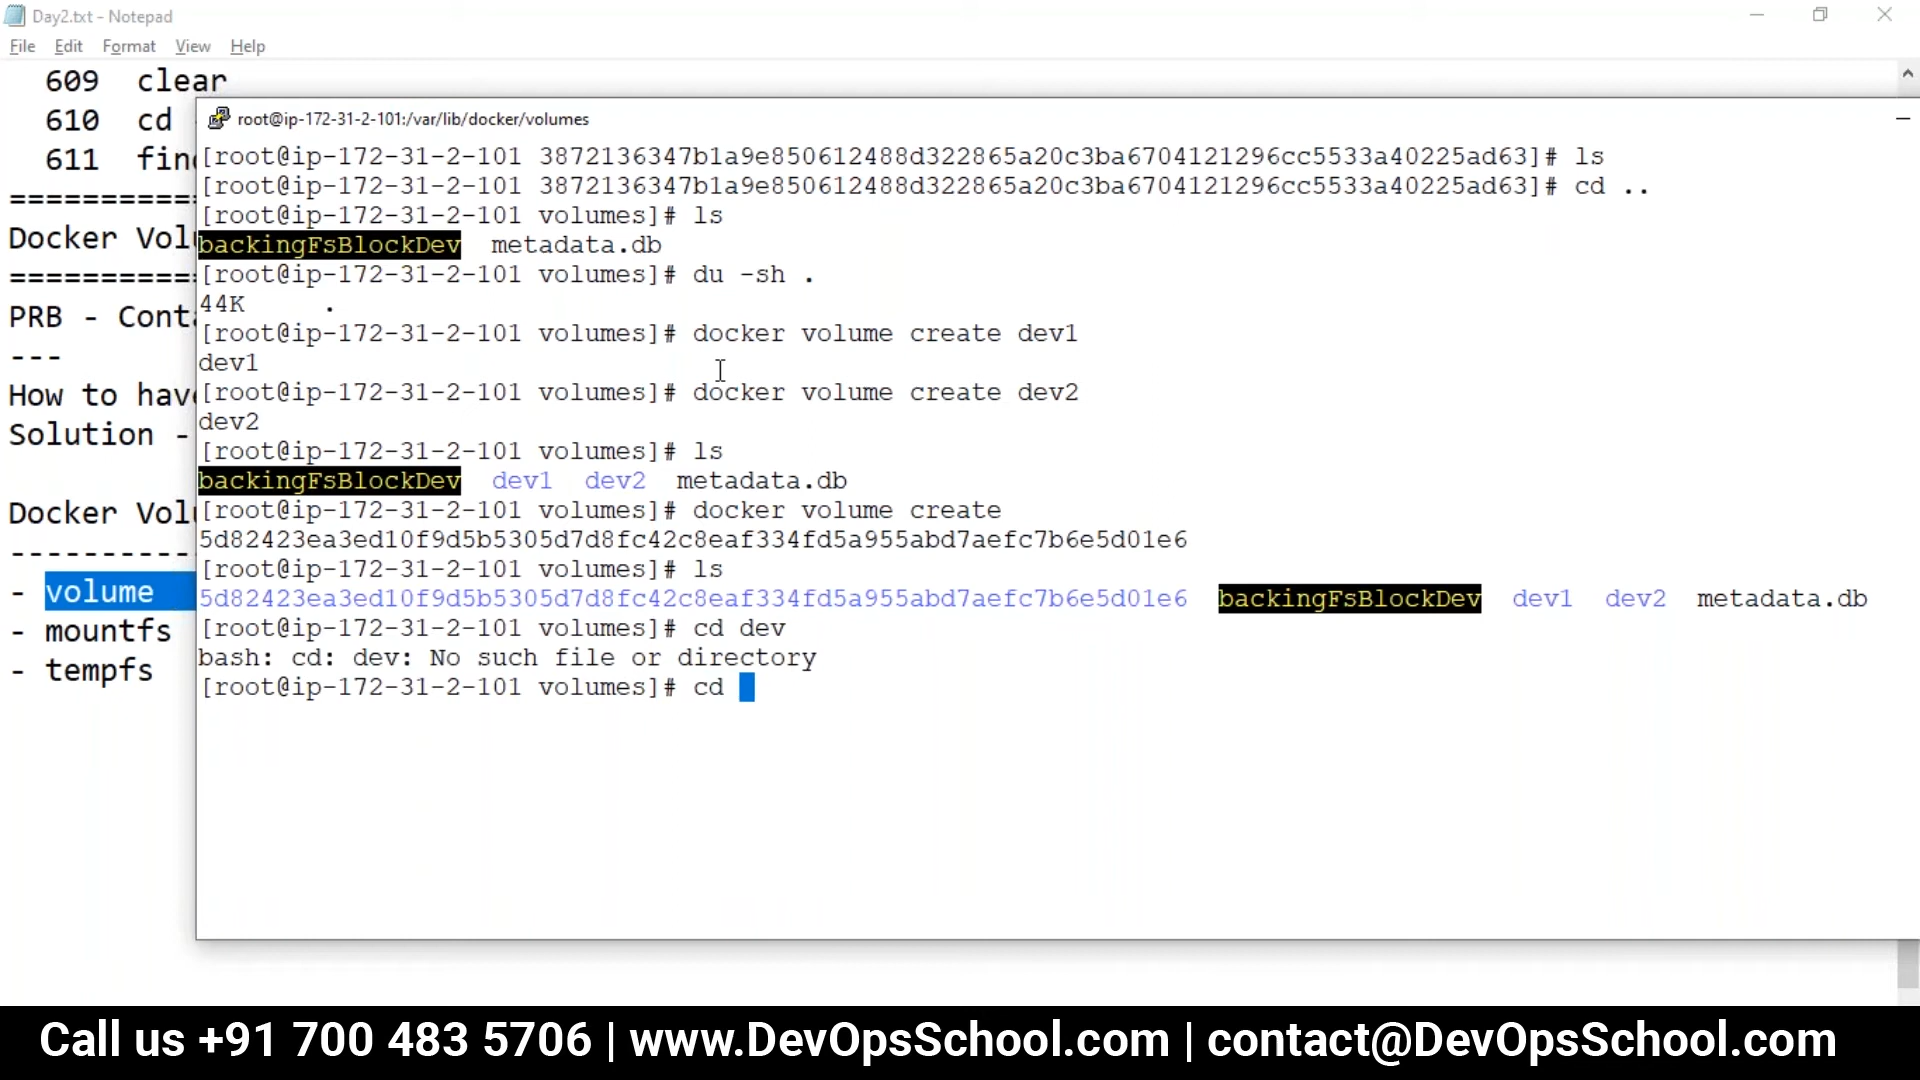 Day2.txt - Notepad
File Edit Format View Help
609 clear
610 cd
611 fin
===========
Docker Vol
===========
PRB - Conta
---
How to hav
Solution -
Docker Vol
-----------
- volume
- mountfs
- tempfs
root@ip-172-31-2-101:/var/lib/docker/volumes
[root@ip-172-31-2-101 3872136347b1a9e850612488d322865a20c3ba6704121296cc5533a40225ad63]# ls
[root@ip-172-31-2-101 3872136347b1a9e850612488d322865a20c3ba6704121296cc5533a40225ad63]# cd ..
[root@ip-172-31-2-101 volumes]# ls
backingFsBlockDev metadata.db
[root@ip-172-31-2-101 volumes]# du -sh .
44K .
[root@ip-172-31-2-101 volumes]# docker volume create dev1
dev1
[root@ip-172-31-2-101 volumes]# docker volume create dev2
dev2
[root@ip-172-31-2-101 volumes]# ls
backingFsBlockDev dev1 dev2 metadata.db
[root@ip-172-31-2-101 volumes]# docker volume create
5d82423ea3ed10f9d5b5305d7d8fc42c8eaf334fd5a955abd7aefc7b6e5d01e6
[root@ip-172-31-2-101 volumes]# ls
5d82423ea3ed10f9d5b5305d7d8fc42c8eaf334fd5a955abd7aefc7b6e5d01e6 backingFsBlockDev dev1 dev2 metadata.db
[root@ip-172-31-2-101 volumes]# cd dev
bash: cd: dev: No such file or directory
[root@ip-172-31-2-101 volumes]# cd
Call us +91 700 483 5706 | www.DevOpsSchool.com | contact@DevOpsSchool.com